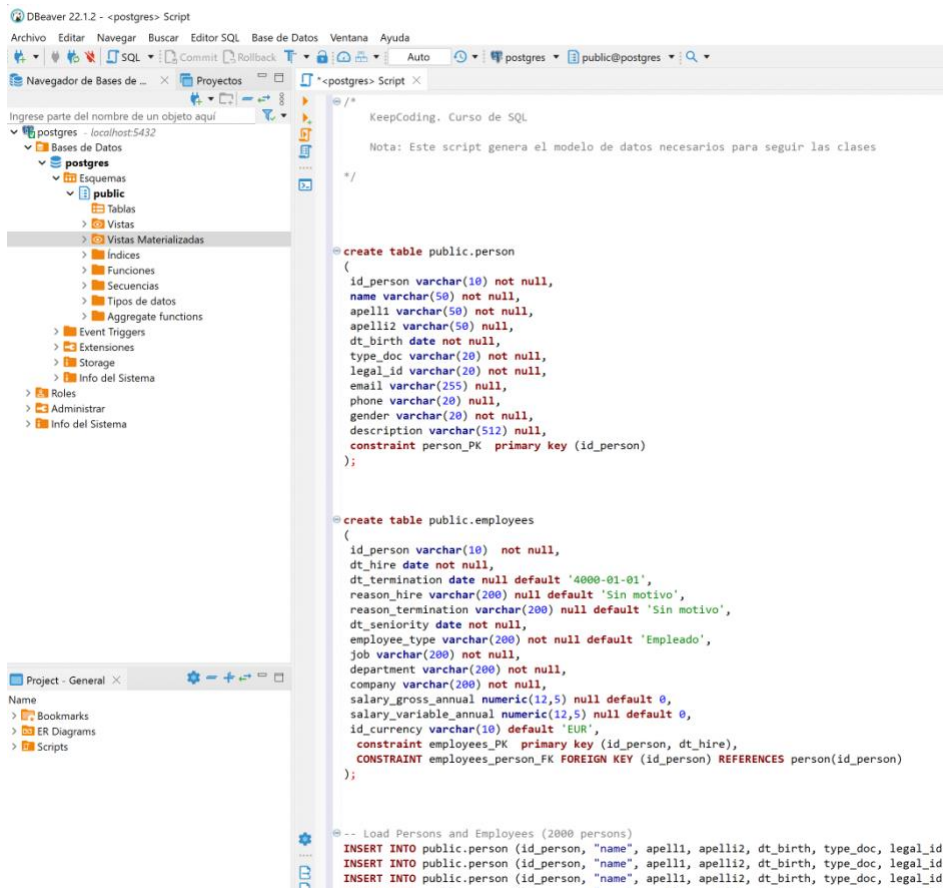 DBeaver 22.1.2 - <postgres> Script
Archivo Editar Navegar Buscar Editor SQL Base de Datos Ventana Ayuda
SQL Commit Rollback Auto postgres public@postgres
Navegador de Bases de ... Proyectos
Ingrese parte del nombre de un objeto aquí
postgres - localhost:5432
Bases de Datos
postgres
Esquemas
public
Tablas
Vistas
Vistas Materializadas
Índices
Funciones
Secuencias
Tipos de datos
Aggregate functions
Event Triggers
Extensiones
Storage
Info del Sistema
Roles
Administrar
Info del Sistema
Project - General
Name
Bookmarks
ER Diagrams
Scripts
*<postgres> Script
/*
KeepCoding. Curso de SQL
Nota: Este script genera el modelo de datos necesarios para seguir las clases
*/
create table public.person
(
id_person varchar(10) not null,
name varchar(50) not null,
apell1 varchar(50) not null,
apelli2 varchar(50) null,
dt_birth date not null,
type_doc varchar(20) not null,
legal_id varchar(20) not null,
email varchar(255) null,
phone varchar(20) null,
gender varchar(20) not null,
description varchar(512) null,
constraint person_PK primary key (id_person)
);
create table public.employees
(
id_person varchar(10) not null,
dt_hire date not null,
dt_termination date null default '4000-01-01',
reason_hire varchar(200) null default 'Sin motivo',
reason_termination varchar(200) null default 'Sin motivo',
dt_seniority date not null,
employee_type varchar(200) not null default 'Empleado',
job varchar(200) not null,
department varchar(200) not null,
company varchar(200) not null,
salary_gross_annual numeric(12,5) null default 0,
salary_variable_annual numeric(12,5) null default 0,
id_currency varchar(10) default 'EUR',
constraint employees_PK primary key (id_person, dt_hire),
CONSTRAINT employees_person_FK FOREIGN KEY (id_person) REFERENCES person(id_person)
);
-- Load Persons and Employees (2000 persons)
INSERT INTO public.person (id_person, "name", apell1, apelli2, dt_birth, type_doc, legal_id
INSERT INTO public.person (id_person, "name", apell1, apelli2, dt_birth, type_doc, legal_id
INSERT INTO public.person (id_person, "name", apell1, apelli2, dt_birth, type_doc, legal_id